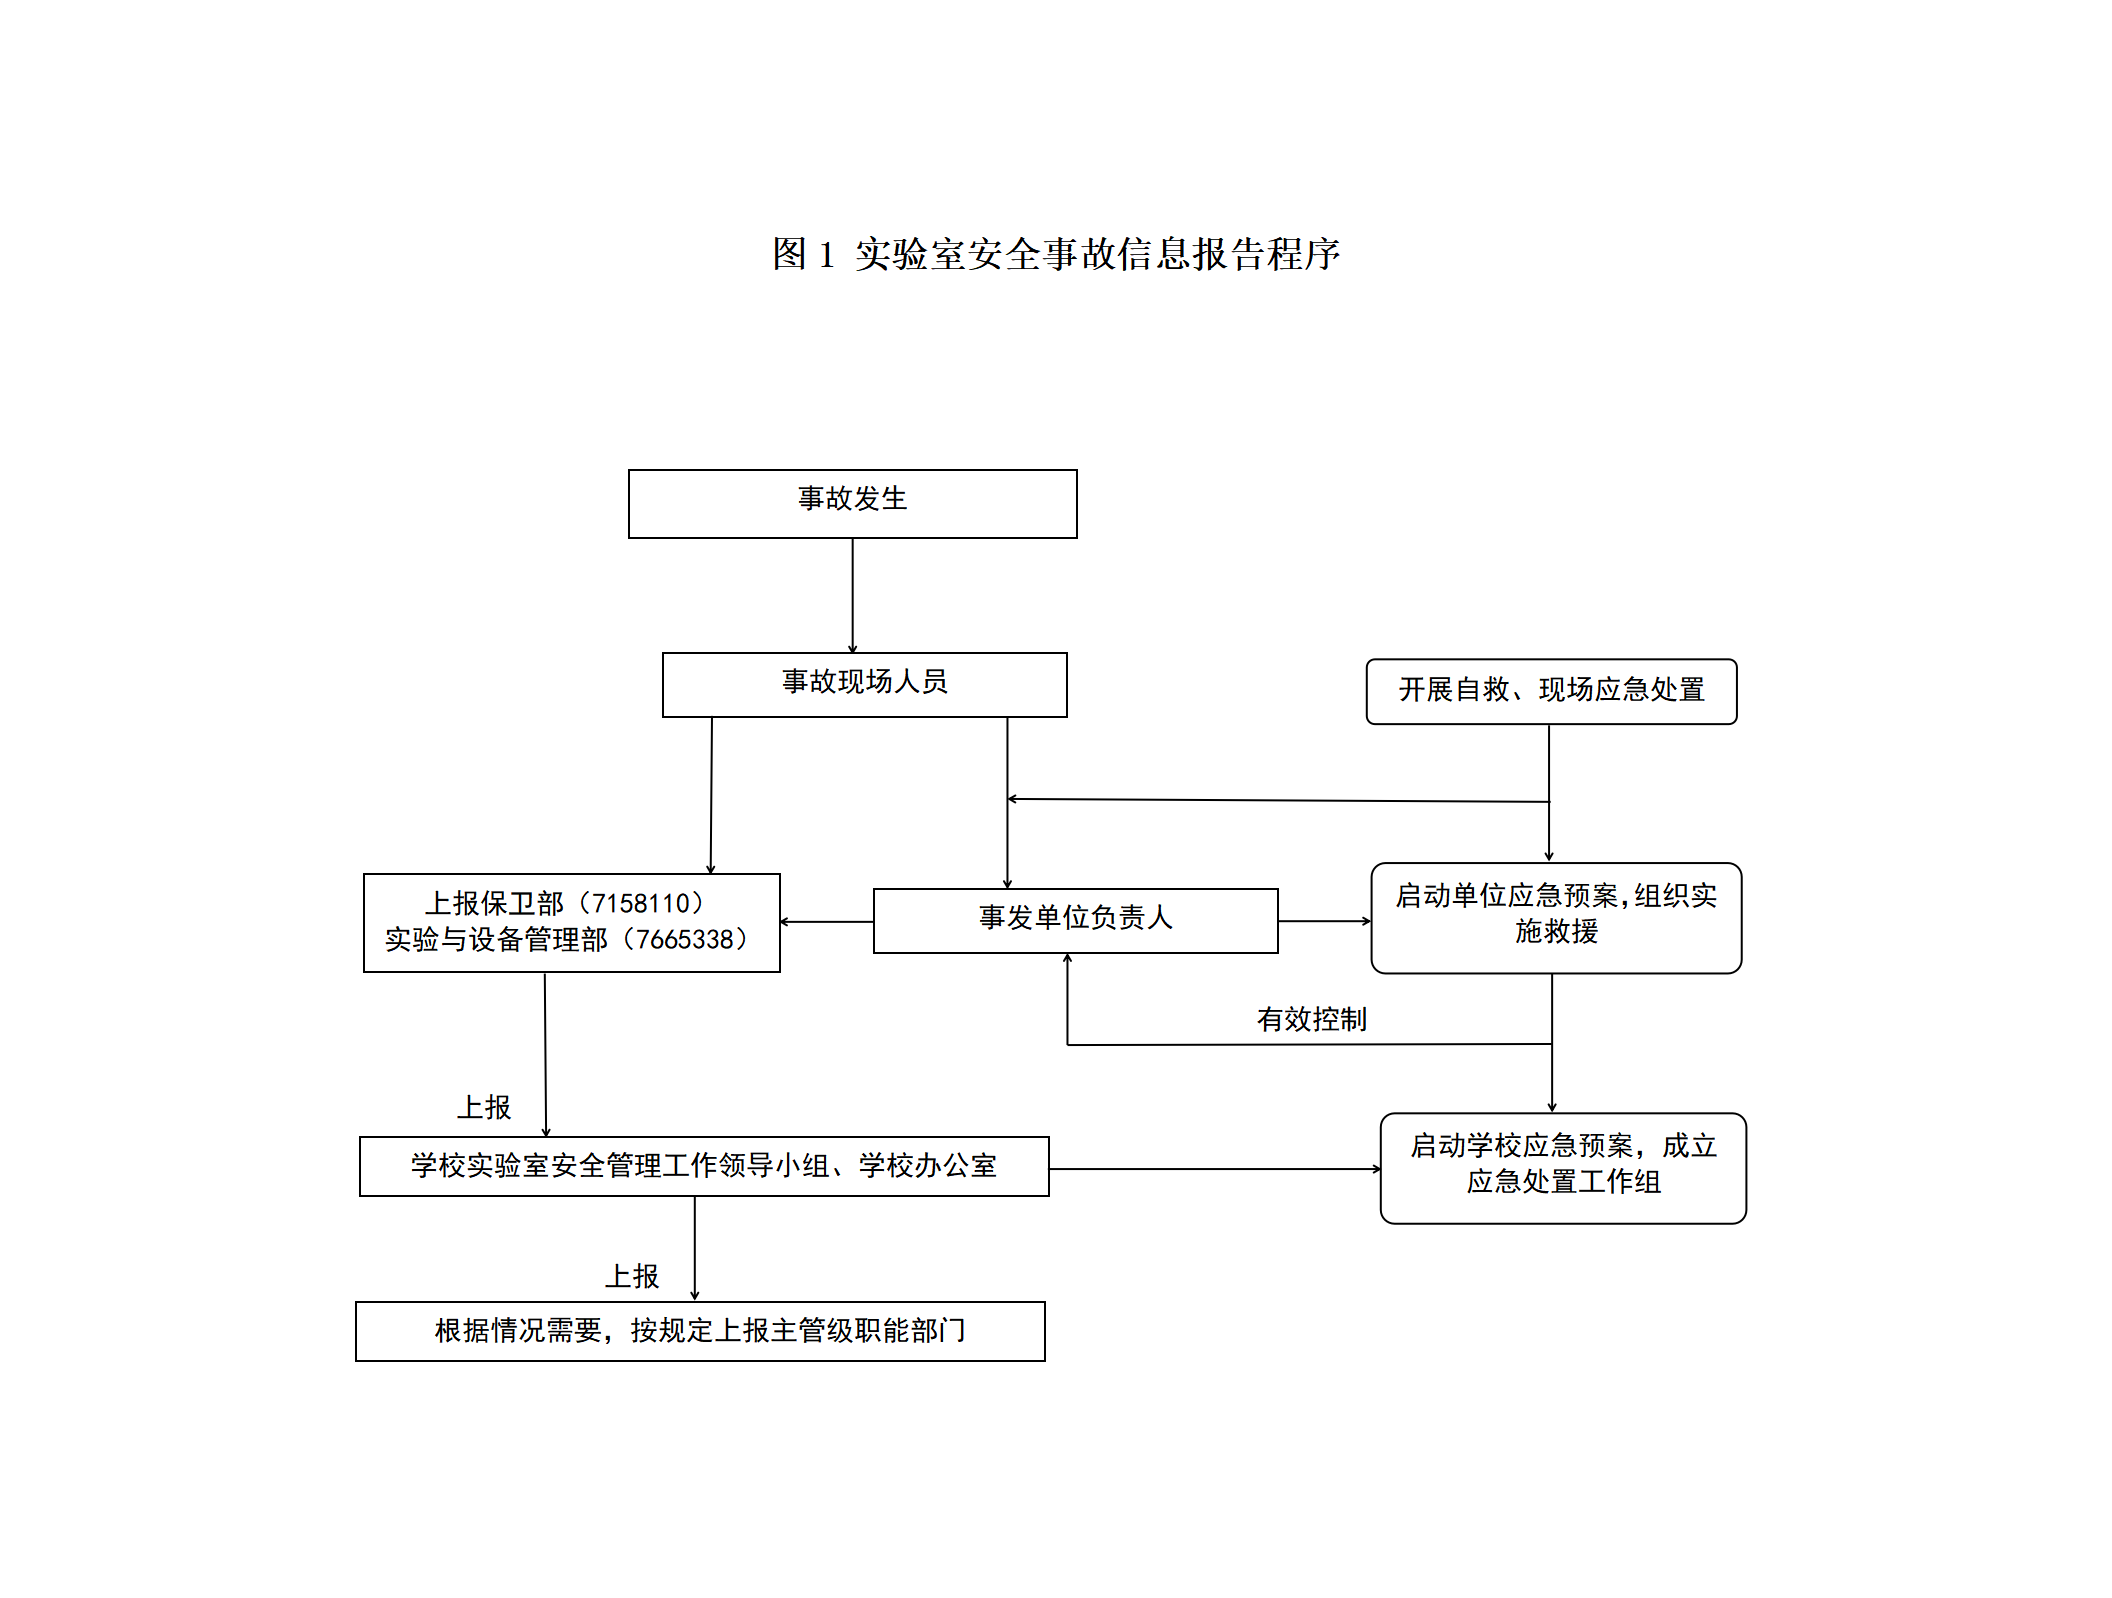 图 1 实验室安全事故信息报告程序
事故发生
事故现场人员
开展自救、现场应急处置
上报保卫部（7158110）
实验与设备管理部（7665338）
事发单位负责人
启动单位应急预案,组织实
施救援
有效控制
上报
学校实验室安全管理工作领导小组、学校办公室
启动学校应急预案，成立
应急处置工作组
上报
根据情况需要，按规定上报主管级职能部门